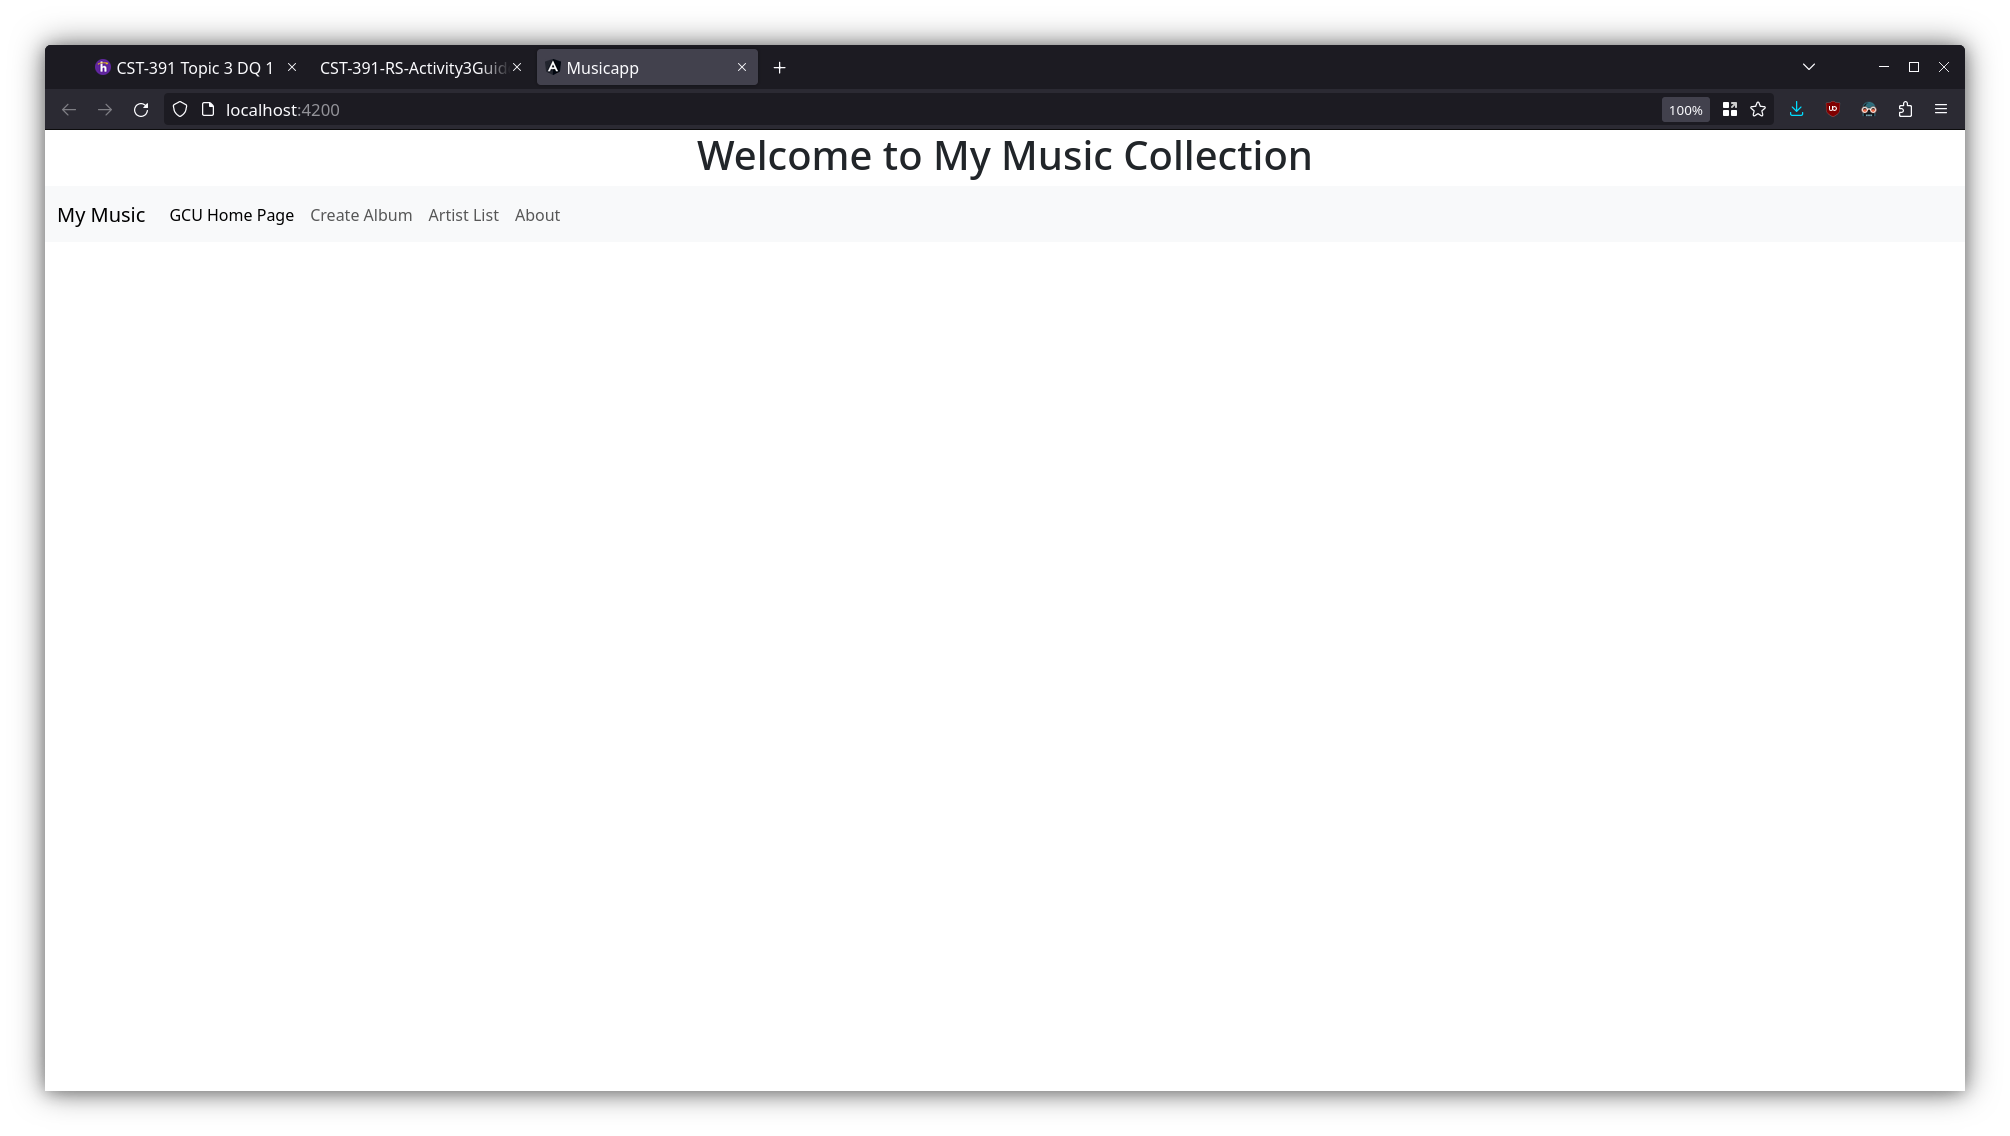 CST-391 Topic 3 DQ 1
CST-391-RS-Activity3Guid
Musicapp
localhost:4200
100%
Welcome to My Music Collection
My Music GCU Home Page Create Album Artist List About